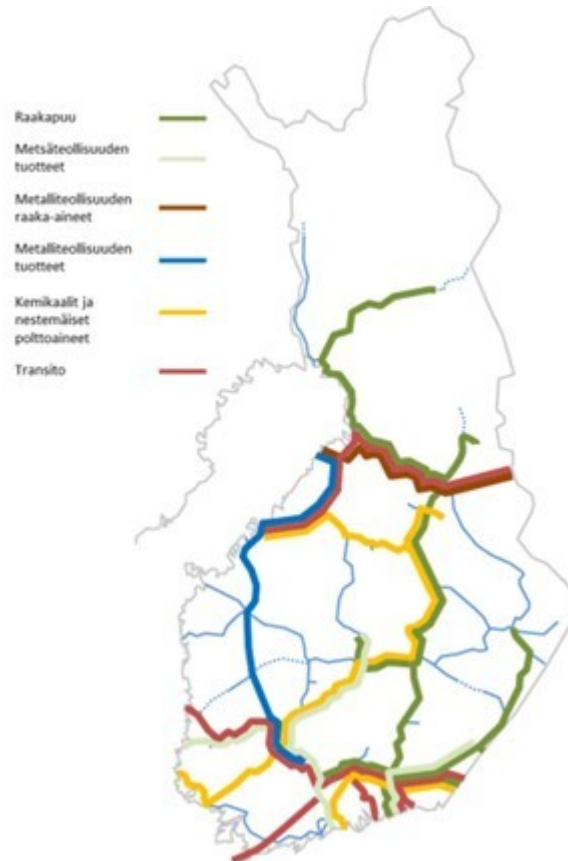 Raakapuu
Metsäteollisuuden
tuotteet
Metalliteollisuuden
raaka-aineet
Metalliteollisuuden
tuotteet
Kemikaalit ja
nestemäiset
polttoaineet
Transito